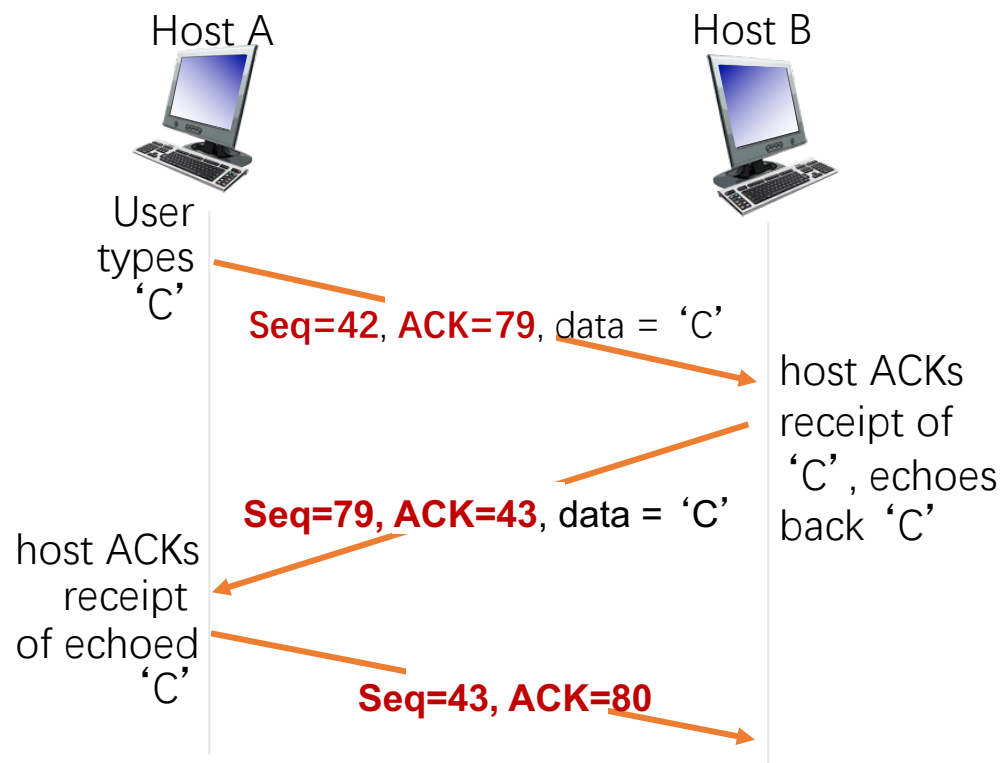 Host A
Host B
User
types
‘C’
Seq=42, ACK=79, data = ‘C’
host ACKs
receipt of
‘C’, echoes
back ‘C’
Seq=79, ACK=43, data = ‘C’
host ACKs
receipt
of echoed
‘C’
Seq=43, ACK=80